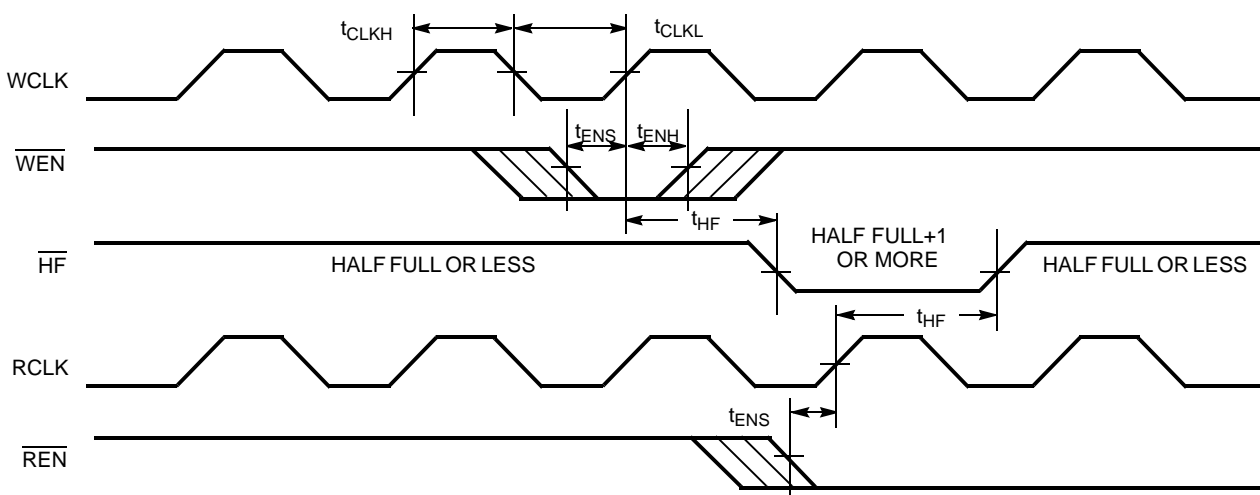 tCLKH
tCLKL
WCLK
tENS
tENH
WEN
tHF
HF
HALF FULL OR LESS
HALF FULL+1
OR MORE
HALF FULL OR LESS
tHF
RCLK
tENS
REN